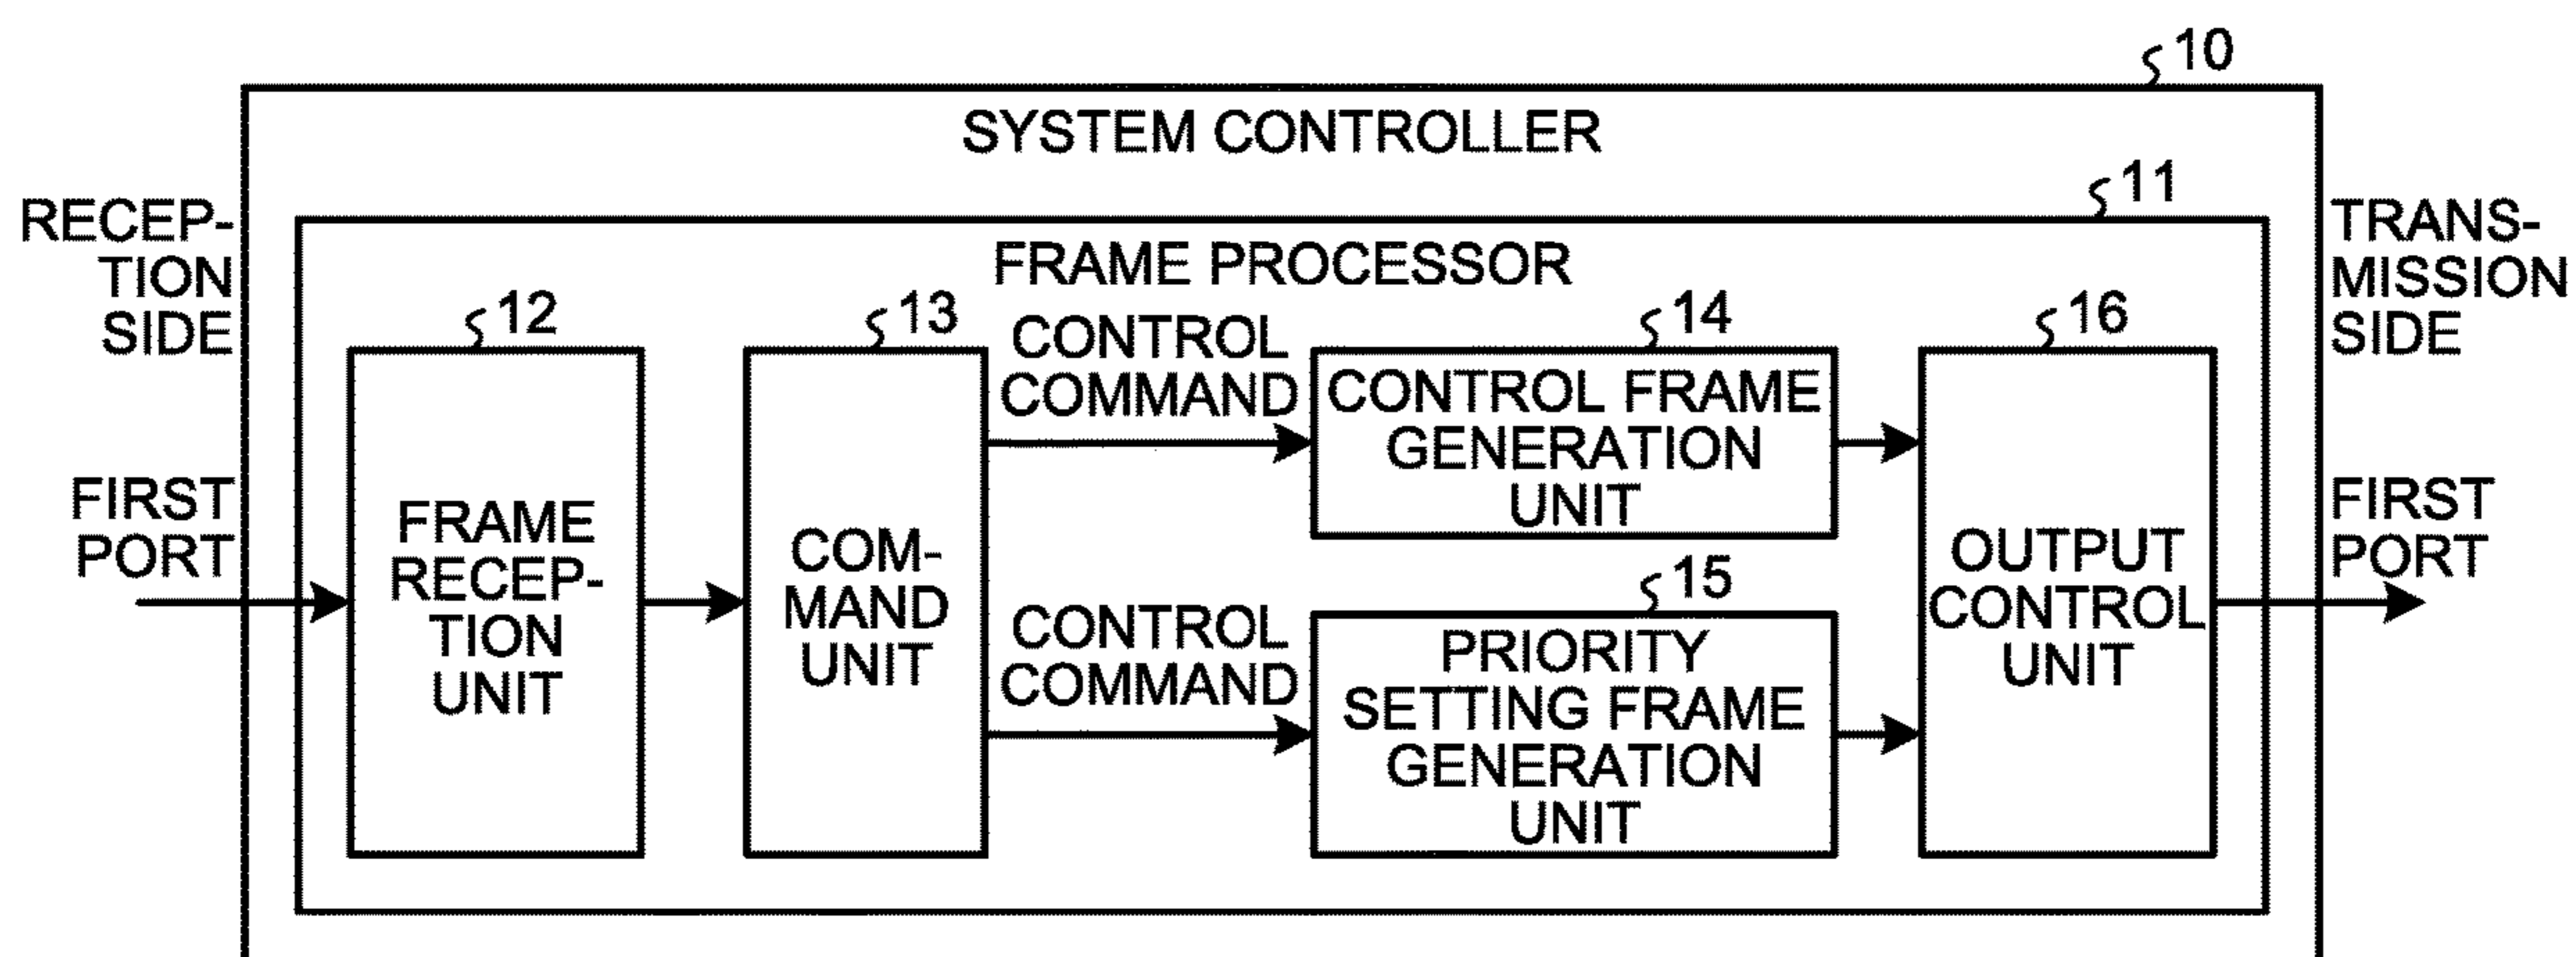 10
SYSTEM CONTROLLER
11
RECEP-
TION
SIDE
TRANS-
MISSION
SIDE
FRAME PROCESSOR
12
13
14
16
CONTROL
COMMAND
CONTROL FRAME
GENERATION
UNIT
FIRST
PORT
FRAME
RECEP-
TION
UNIT
COM-
MAND
UNIT
CONTROL
COMMAND
15
PRIORITY
SETTING FRAME
GENERATION
UNIT
OUTPUT
CONTROL
UNIT
FIRST
PORT